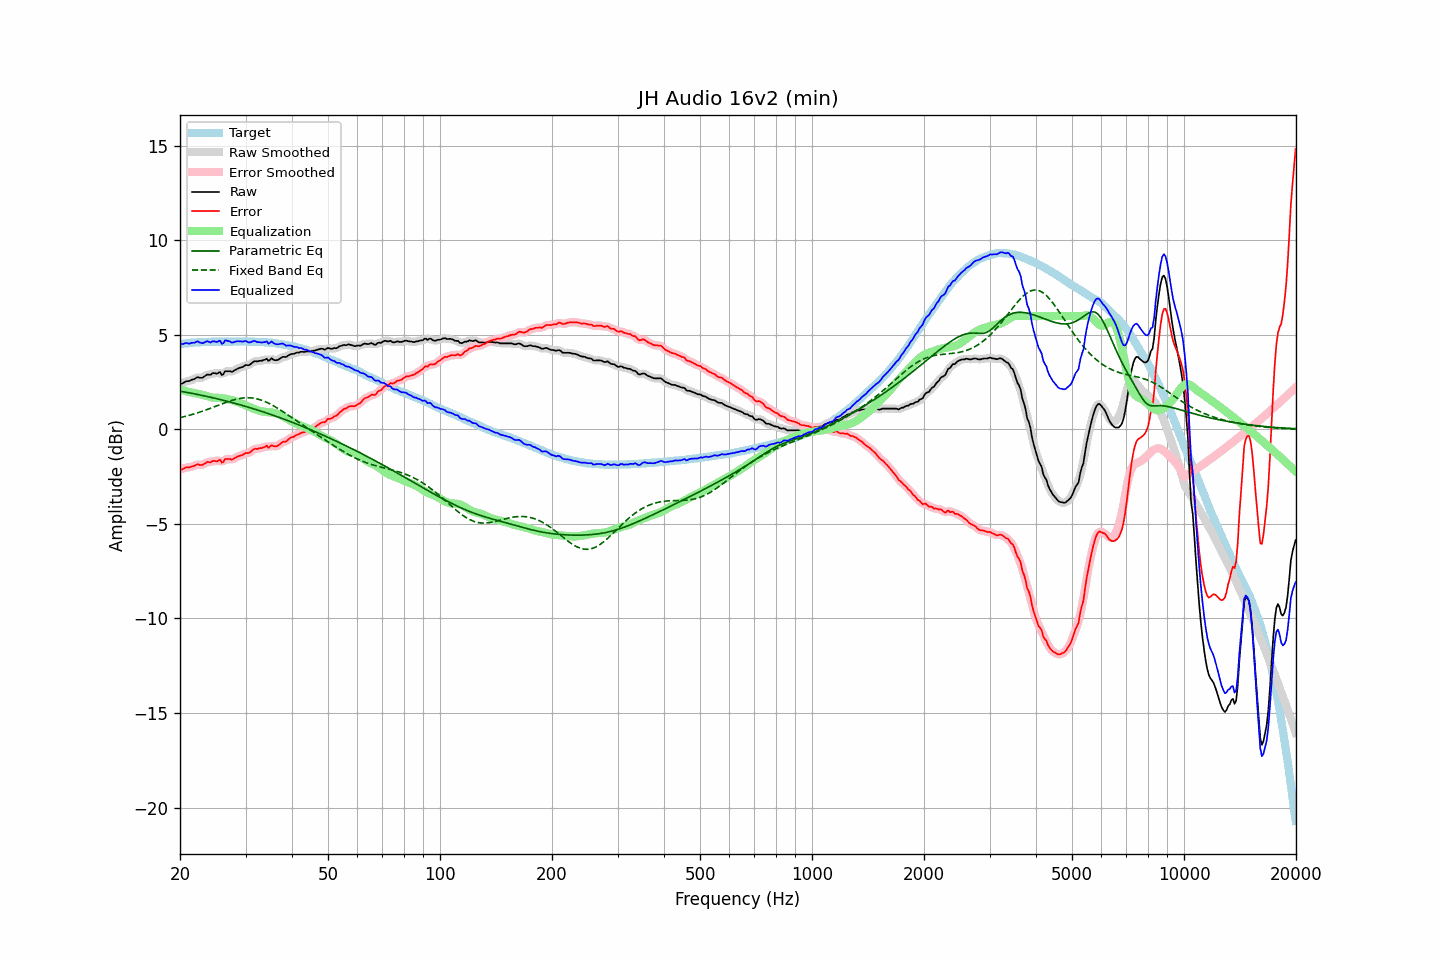 JH Audio 16v2 (min)
Target
Raw Smoothed
Error Smoothed
Raw
Error
Equalization
Parametric Eq
Fixed Band Eq
Equalized
Amplitude (dBr)
15
10
5
0
−5
−10
−15
−20
20 50 100 200 500 1000 2000 5000 10000 20000
Frequency (Hz)